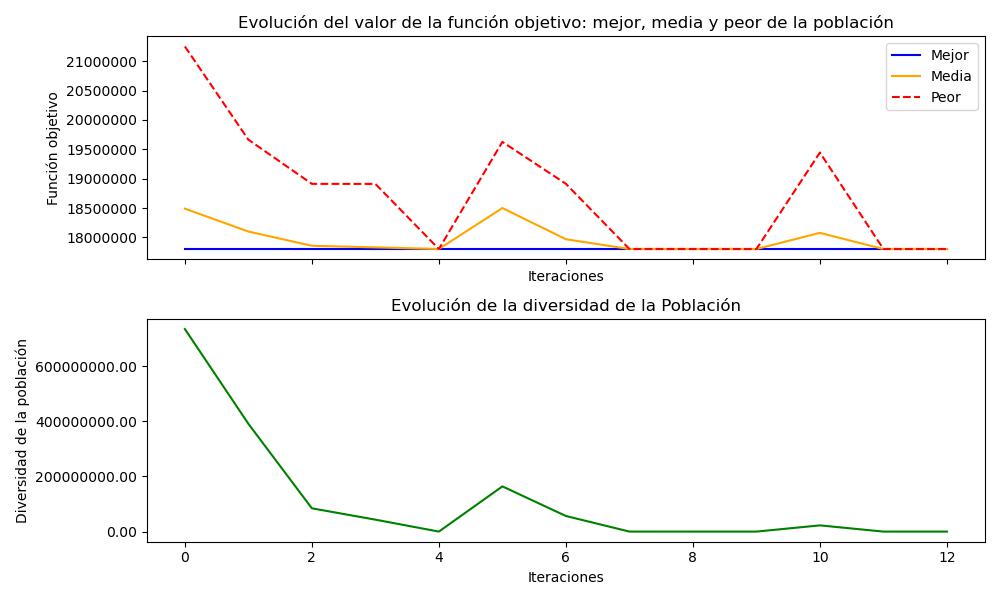 Evolución del valor de la función objetivo: mejor, media y peor de la población
Función objetivo
21000000
20500000
20000000
19500000
19000000
18500000
18000000
Mejor
Media
Peor
Iteraciones
Evolución de la diversidad de la Población
Diversidad de la población
600000000.00
400000000.00
200000000.00
0.00
0 2 4 6 8 10 12
Iteraciones